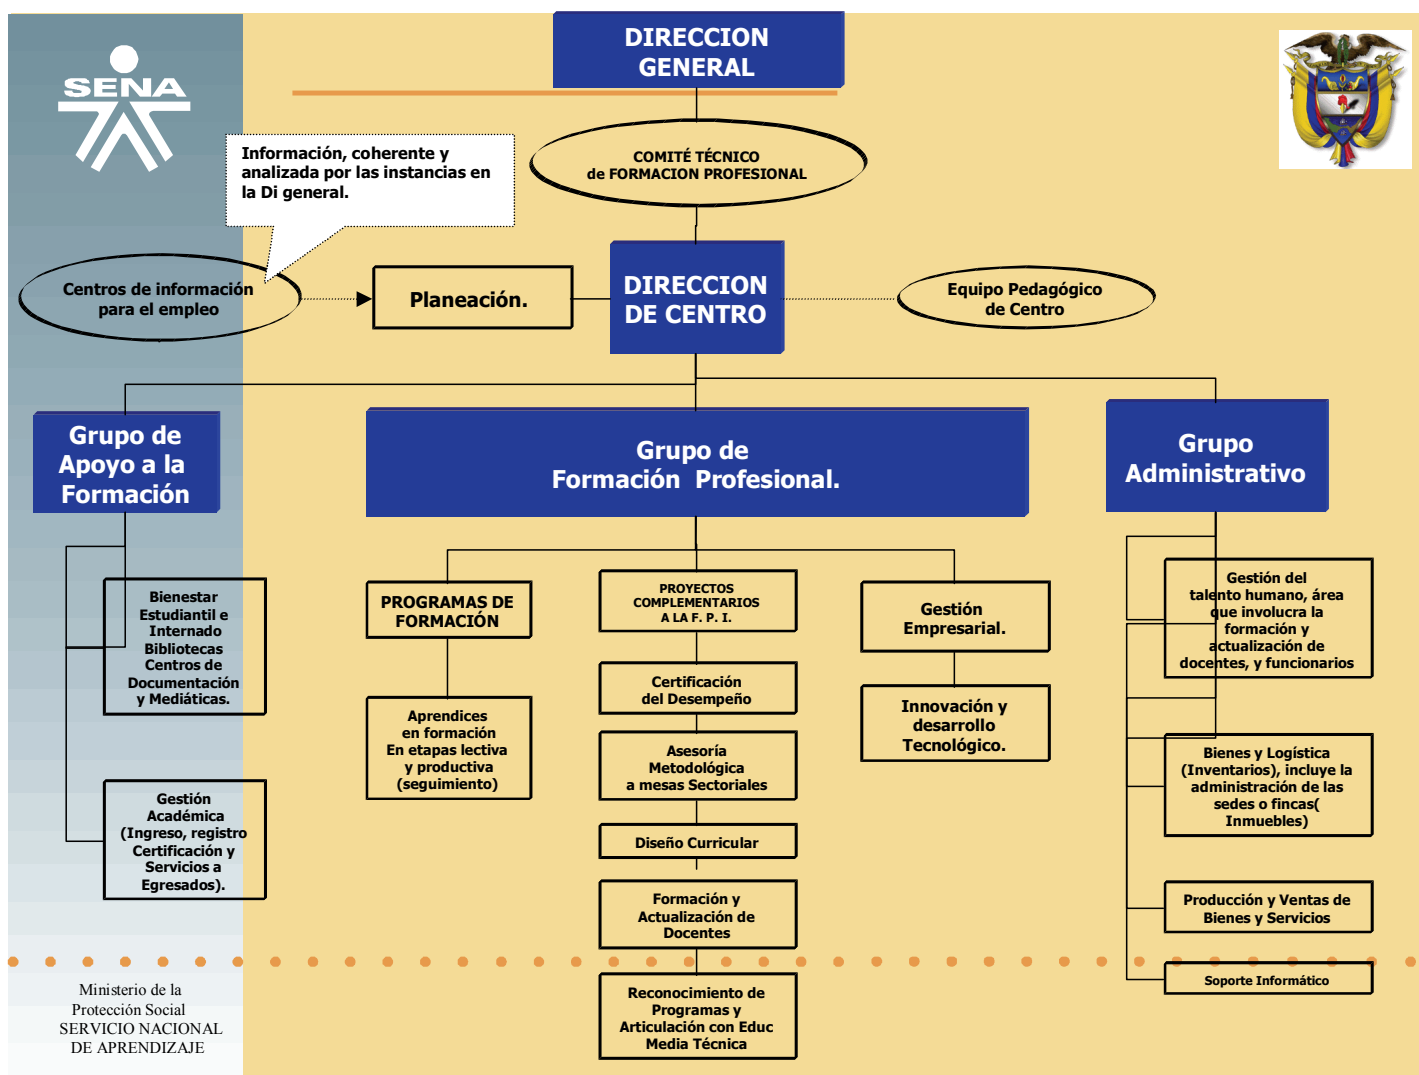 DIRECCION
GENERAL
SENA
COMITÉ TÉCNICO
de FORMACION PROFESIONAL
Información, coherente y
analizada por las instancias en
la Di general.
Centros de información
para el empleo
Planeación.
DIRECCION
DE CENTRO
Equipo Pedagógico
de Centro
Grupo de
Apoyo a la
Formación
Grupo de
Formación Profesional.
Grupo
Administrativo
Bienestar
Estudiantil e
Internado
Bibliotecas
Centros de
Documentación
y Mediáticas.
Gestión
Académica
(Ingreso, registro
Certificación y
Servicios a
Egresados).
PROGRAMAS DE
FORMACIÓN
Aprendices
en formación
En etapas lectiva
y productiva
(seguimiento)
PROYECTOS
COMPLEMENTARIOS
A LA F. P. I.
Certificación
del Desempeño
Asesoría
Metodológica
a mesas Sectoriales
Diseño Curricular
Formación y
Actualización de
Docentes
Reconocimiento de
Programas y
Articulación con Educ
Media Técnica
Gestión
Empresarial.
Innovación y
desarrollo
Tecnológico.
Gestión del
talento humano, área
que involucra la
formación y
actualización de
docentes, y funcionarios
Bienes y Logística
(Inventarios), incluye la
administración de las
sedes o fincas(
Inmuebles)
Producción y Ventas de
Bienes y Servicios
Soporte Informático
Ministerio de la
Protección Social
SERVICIO NACIONAL
DE APRENDIZAJE